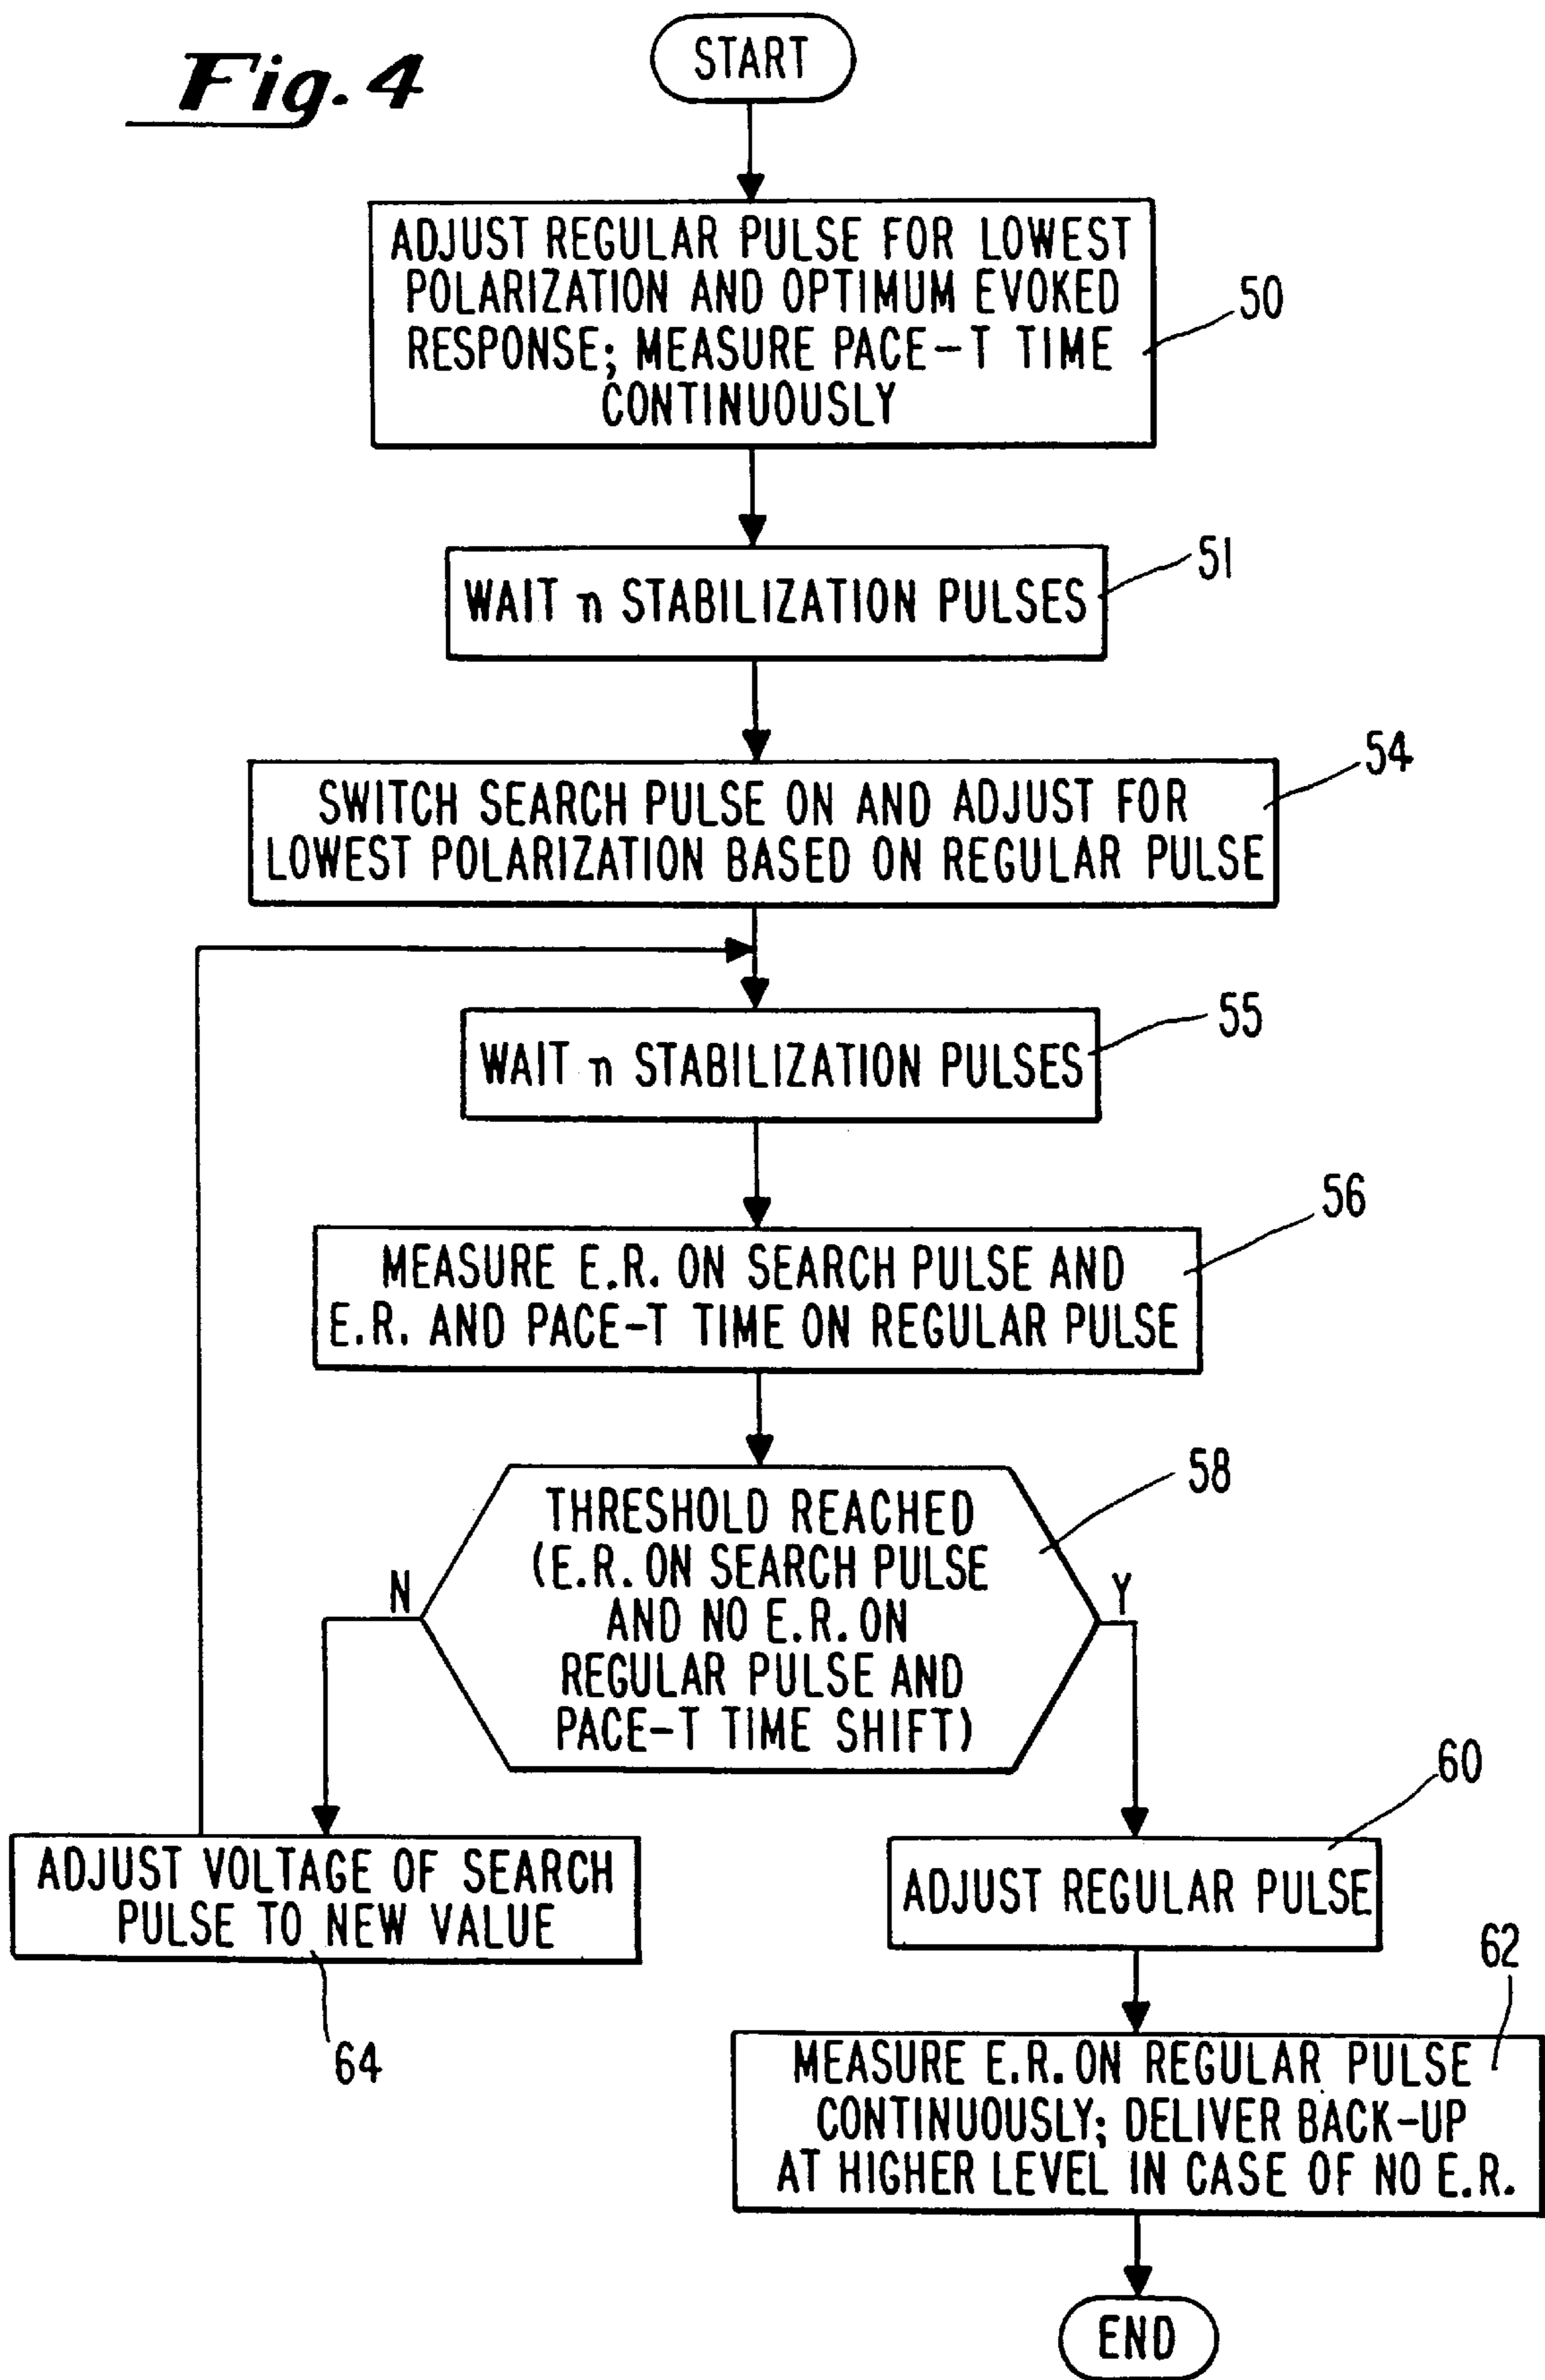 Fig. 4
START
ADJUST REGULAR PULSE FOR LOWEST
POLARIZATION AND OPTIMUM EVOKED
RESPONSE; MEASURE PACE-T TIME
CONTINUOUSLY
50
WAIT n STABILIZATION PULSES
51
SWITCH SEARCH PULSE ON AND ADJUST FOR
LOWEST POLARIZATION BASED ON REGULAR PULSE
54
WAIT n STABILIZATION PULSES
55
MEASURE E.R. ON SEARCH PULSE AND
E.R. AND PACE-T TIME ON REGULAR PULSE
56
THRESHOLD REACHED
(E.R. ON SEARCH PULSE
AND NO E.R. ON
REGULAR PULSE AND
PACE-T TIME SHIFT)
58
N
Y
ADJUST VOLTAGE OF SEARCH
PULSE TO NEW VALUE
64
ADJUST REGULAR PULSE
60
MEASURE E.R. ON REGULAR PULSE
CONTINUOUSLY; DELIVER BACK-UP
AT HIGHER LEVEL IN CASE OF NO E.R.
62
END